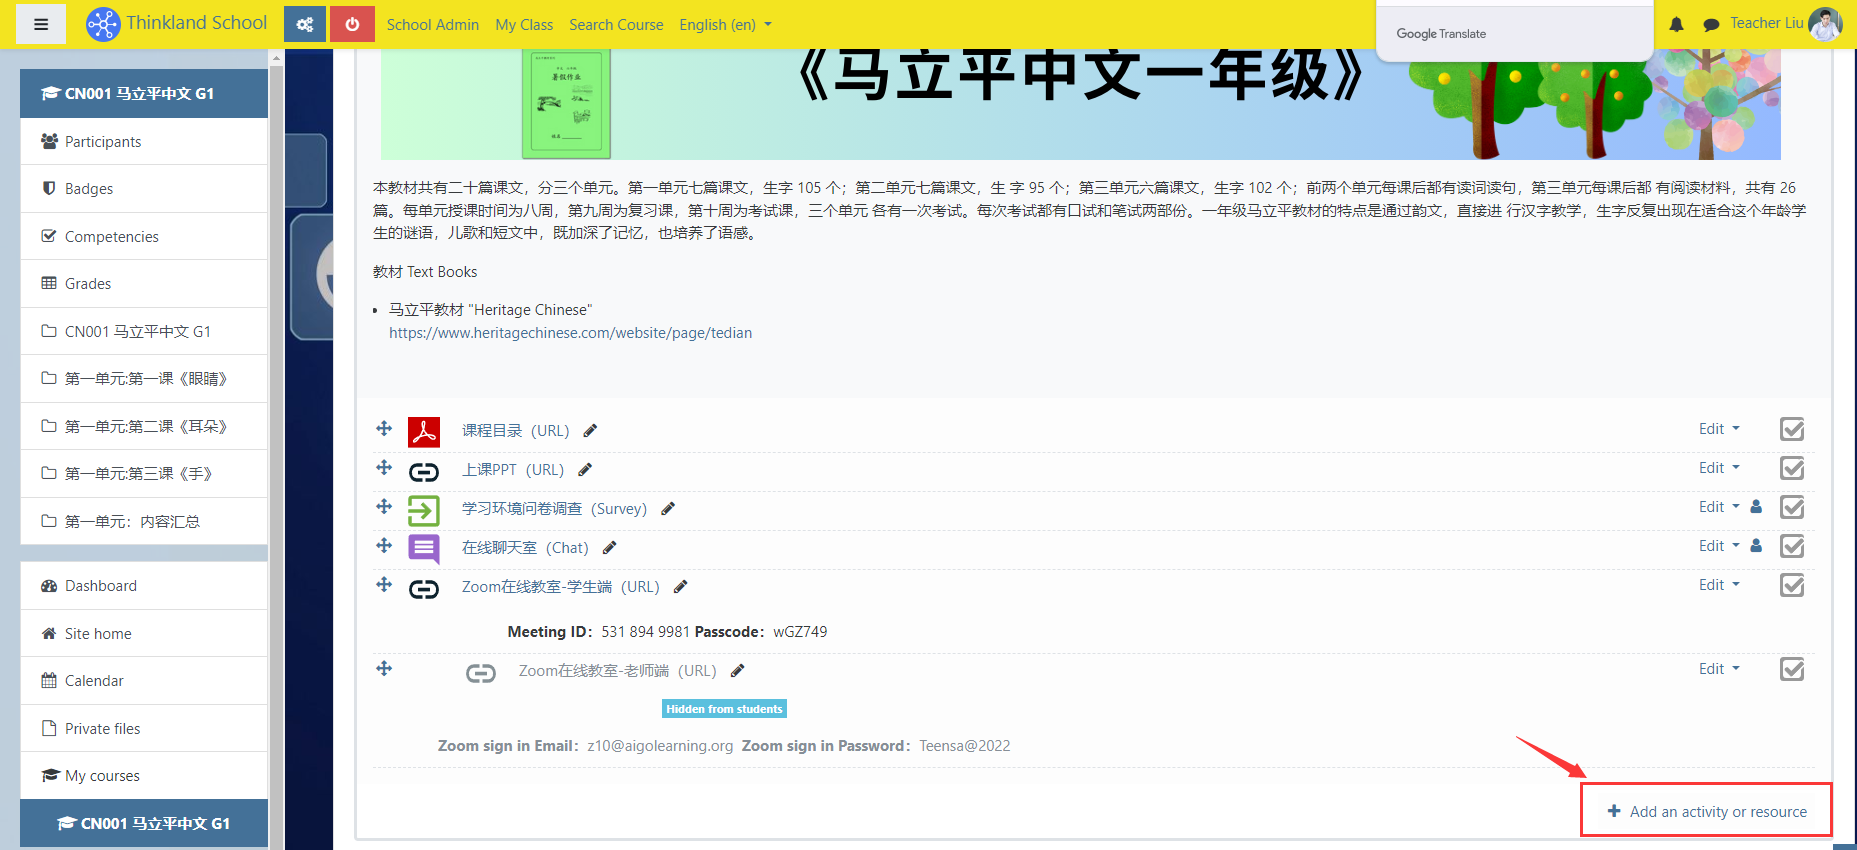 Thinkland School
School Admin
My Class
Search Course
English (en)
Google Translate
Teacher Liu
CN001 马立平中文 G1
Participants
Badges
Competencies
Grades
CN001 马立平中文 G1
第一单元:第一课《眼睛》
第一单元:第二课《耳朵》
第一单元:第三课《手》
第一单元：内容汇总
Dashboard
Site home
Calendar
Private files
My courses
CN001 马立平中文 G1
暑假作业
《马立平中文一年级》
本教材共有二十篇课文，分三个单元。第一单元七篇课文，生字 105 个；第二单元七篇课文，生 字 95 个；第三单元六篇课文，生字 102 个；前两个单元每课后都有读词读句，第三单元每课后都 有阅读材料，共有 26
篇。每单元授课时间为八周，第九周为复习课，第十周为考试课，三个单元 各有一次考试。每次考试都有口试和笔试两部份。一年级马立平教材的特点是通过韵文，直接进 行汉字教学，生字反复出现在适合这个年龄学
生的谜语，儿歌和短文中，既加深了记忆，也培养了语感。
教材 Text Books
马立平教材 "Heritage Chinese"
https://www.heritagechinese.com/website/page/tedian
课程目录（URL）
Edit
上课PPT（URL）
Edit
学习环境问卷调查（Survey）
Edit
在线聊天室（Chat）
Edit
Zoom在线教室-学生端（URL）
Edit
Meeting ID： 531 894 9981 Passcode： wGZ749
Zoom在线教室-老师端（URL）
Edit
Hidden from students
Zoom sign in Email： z10@aigolearning.org Zoom sign in Password： Teensa@2022
Add an activity or resource